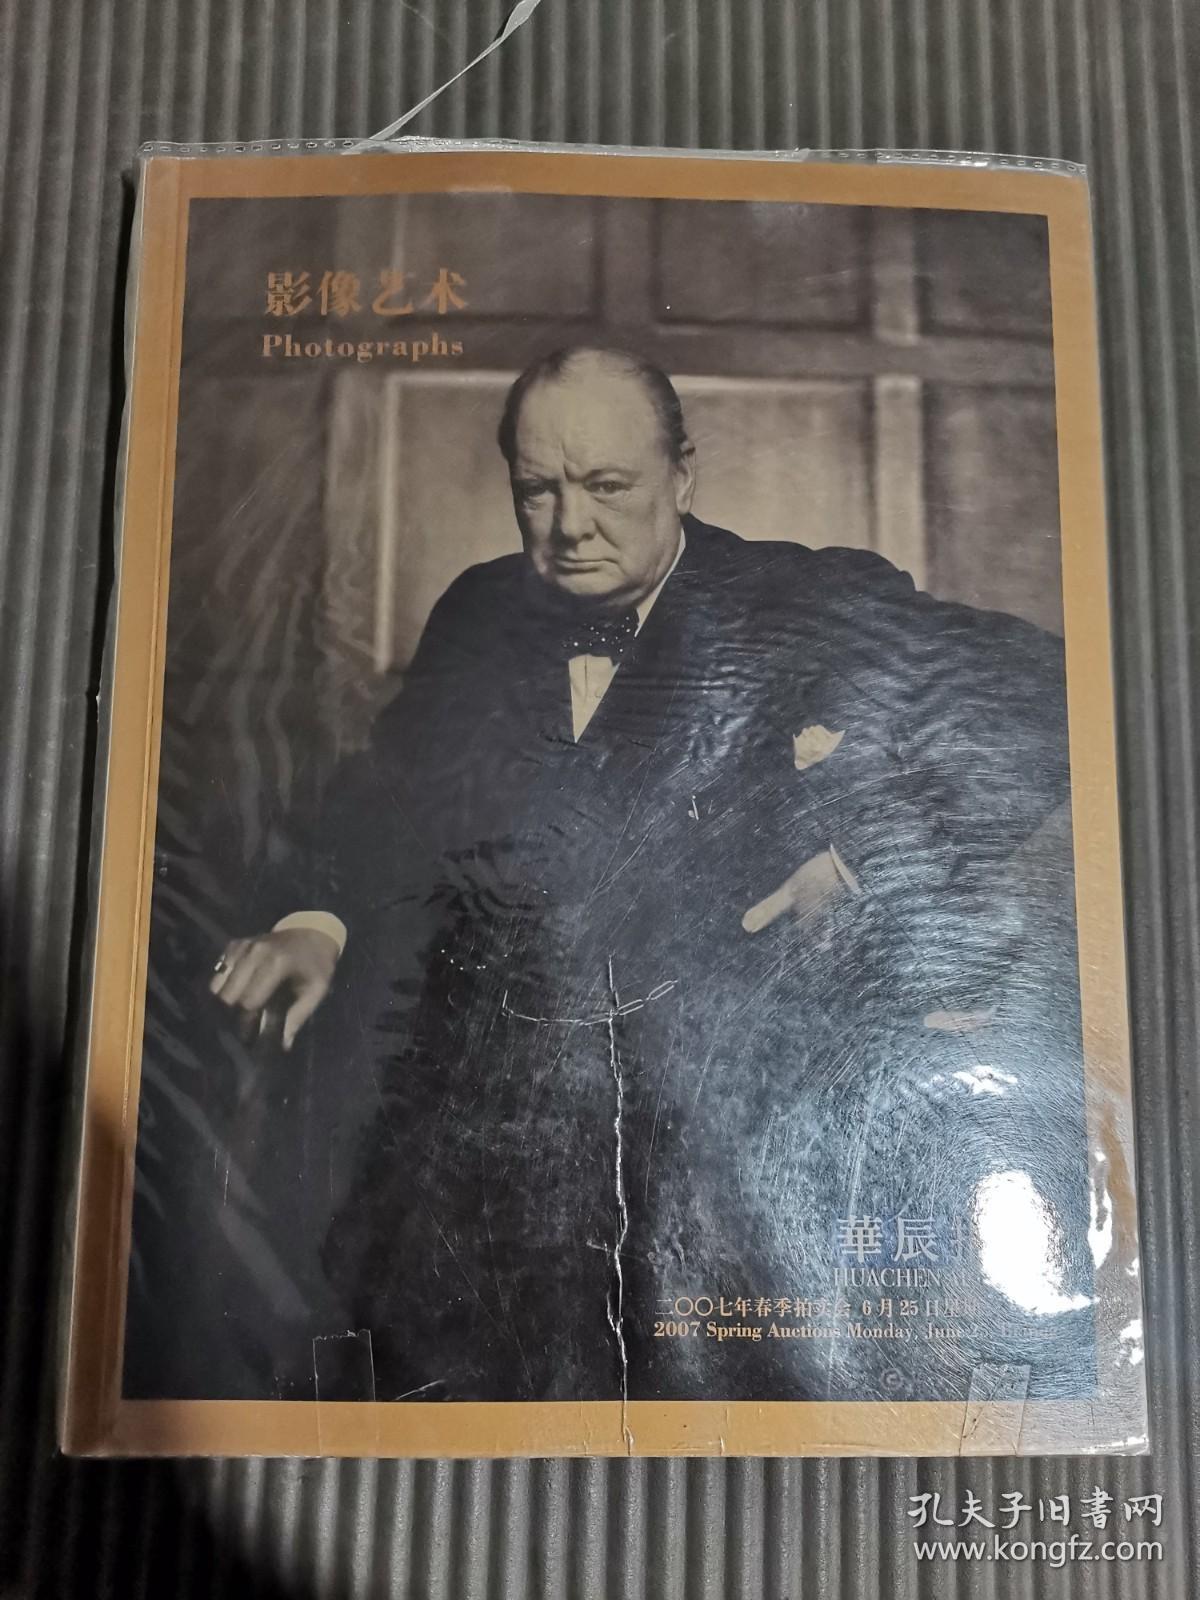 影像艺术
Photographs
華辰
HUACHEN
二〇〇七年春季拍卖会 6月25日星期
2007 Spring Auctions Monday, June
©
孔夫子旧書网
www.kongfz.com